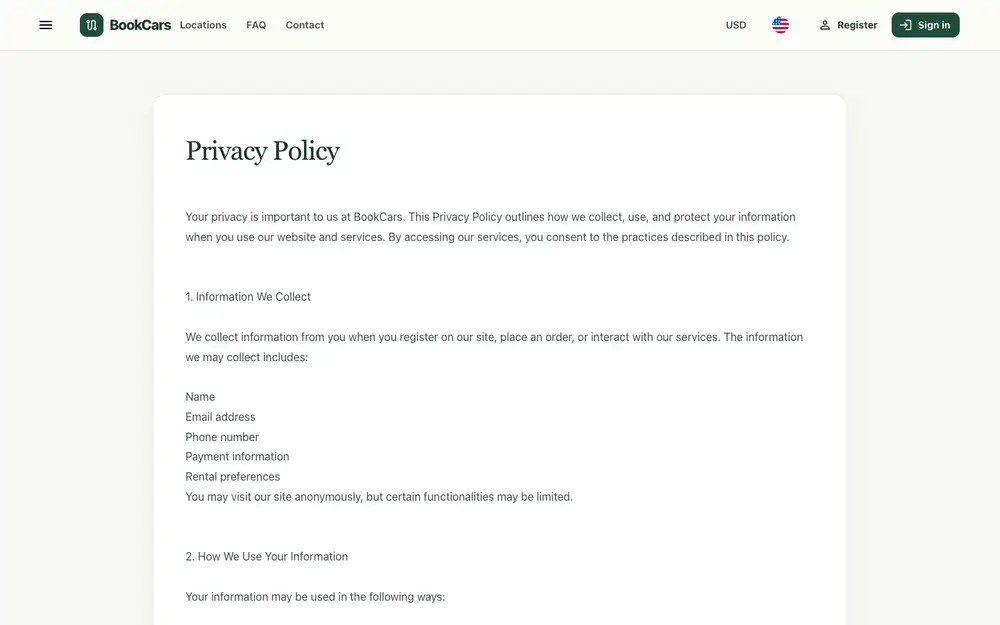 BookCars
Locations
FAQ
Contact
USD
Register
Sign in
Privacy Policy
Your privacy is important to us at BookCars. This Privacy Policy outlines how we collect, use, and protect your information
when you use our website and services. By accessing our services, you consent to the practices described in this policy.
1. Information We Collect
We collect information from you when you register on our site, place an order, or interact with our services. The information
we may collect includes:
Name
Email address
Phone number
Payment information
Rental preferences
You may visit our site anonymously, but certain functionalities may be limited.
2. How We Use Your Information
Your information may be used in the following ways: